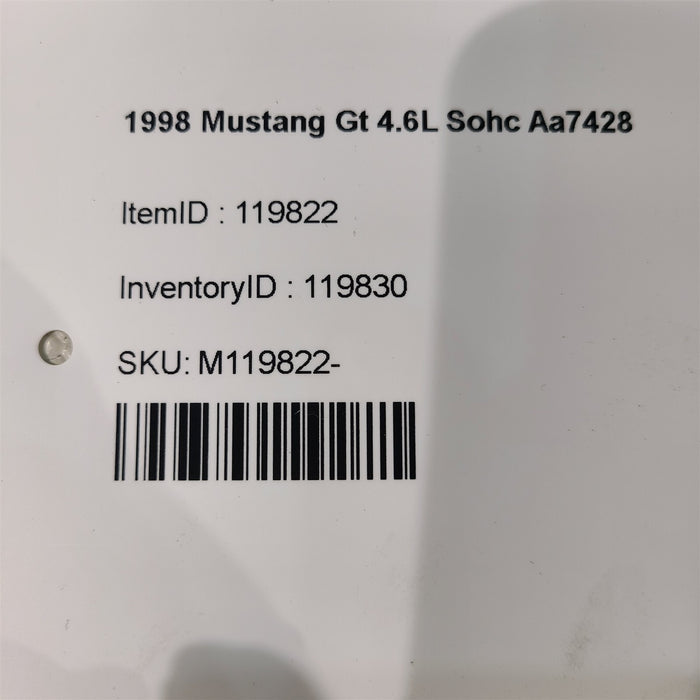 1998 Mustang Gt 4.6L Sohc Aa7428
ItemID : 119822
InventoryID : 119830
SKU: M119822-